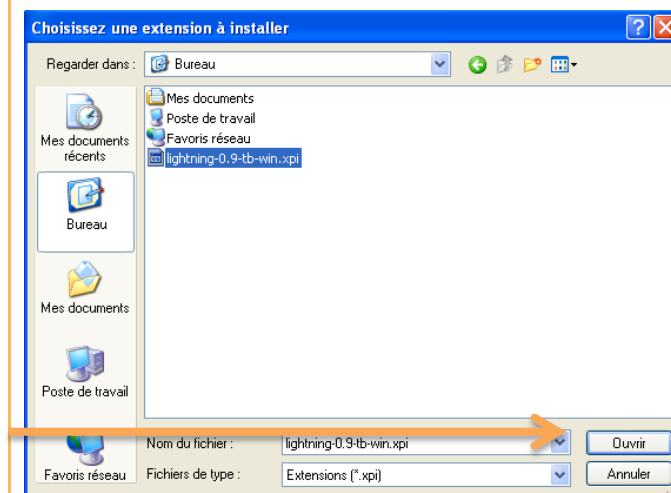 Choisissez une extension à installer
Regarder dans :
Bureau
Mes documents récents
Bureau
Mes documents
Poste de travail
Favoris réseau
Mes documents
Poste de travail
Favoris réseau
lightning-0.9-tb-win.xpi
Nom du fichier :
lightning-0.9-tb-win.xpi
Ouvrir
Fichiers de type :
Extensions (*.xpi)
Annuler